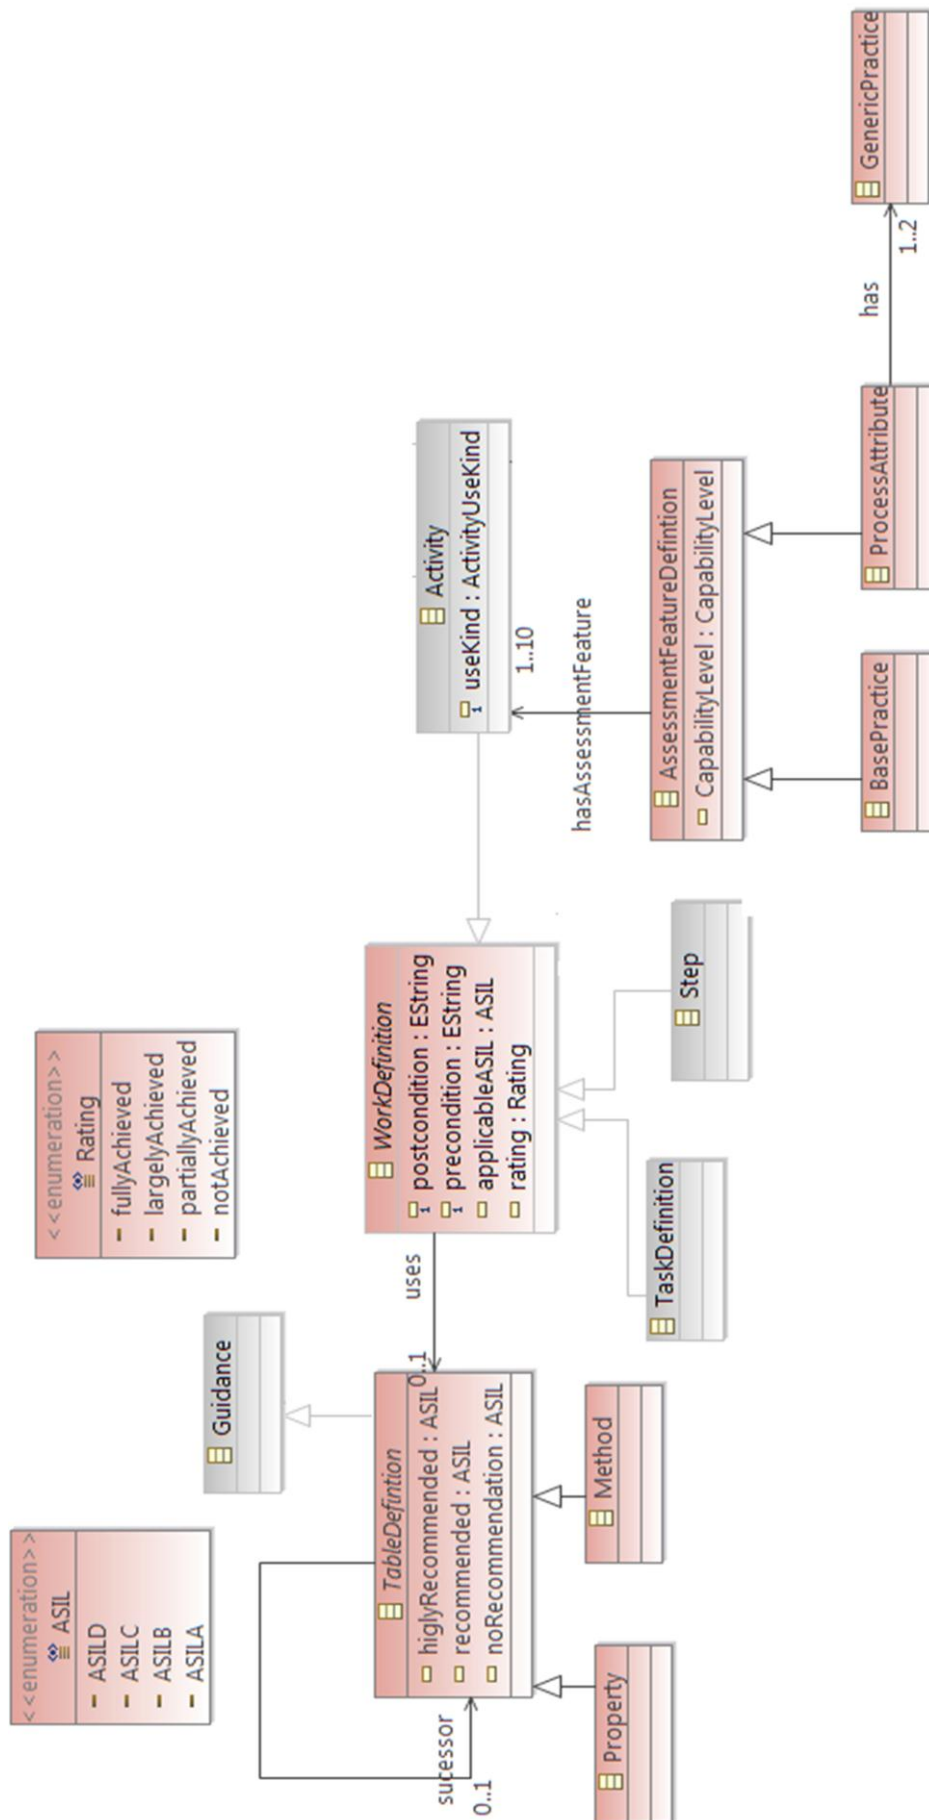 <<enumeration>>
ASIL
ASILD
ASILC
ASILB
ASILA
Guidance
<<enumeration>>
Rating
fullyAchieved
largelyAchieved
partiallyAchieved
notAchieved
sucessor
0..1
TableDefintion
higlyRecommended : ASIL
recommended : ASIL
noRecommendation : ASIL
0..1
uses
WorkDefinition
postcondition : EString
precondition : EString
applicableASIL : ASIL
rating : Rating
Activity
useKind : ActivityUseKind
1..10
hasAssessmentFeature
Property
Method
TaskDefinition
Step
AssessmentFeatureDefintion
CapabilityLevel : CapabilityLevel
BasePractice
ProcessAttribute
has
1..2
GenericPractice